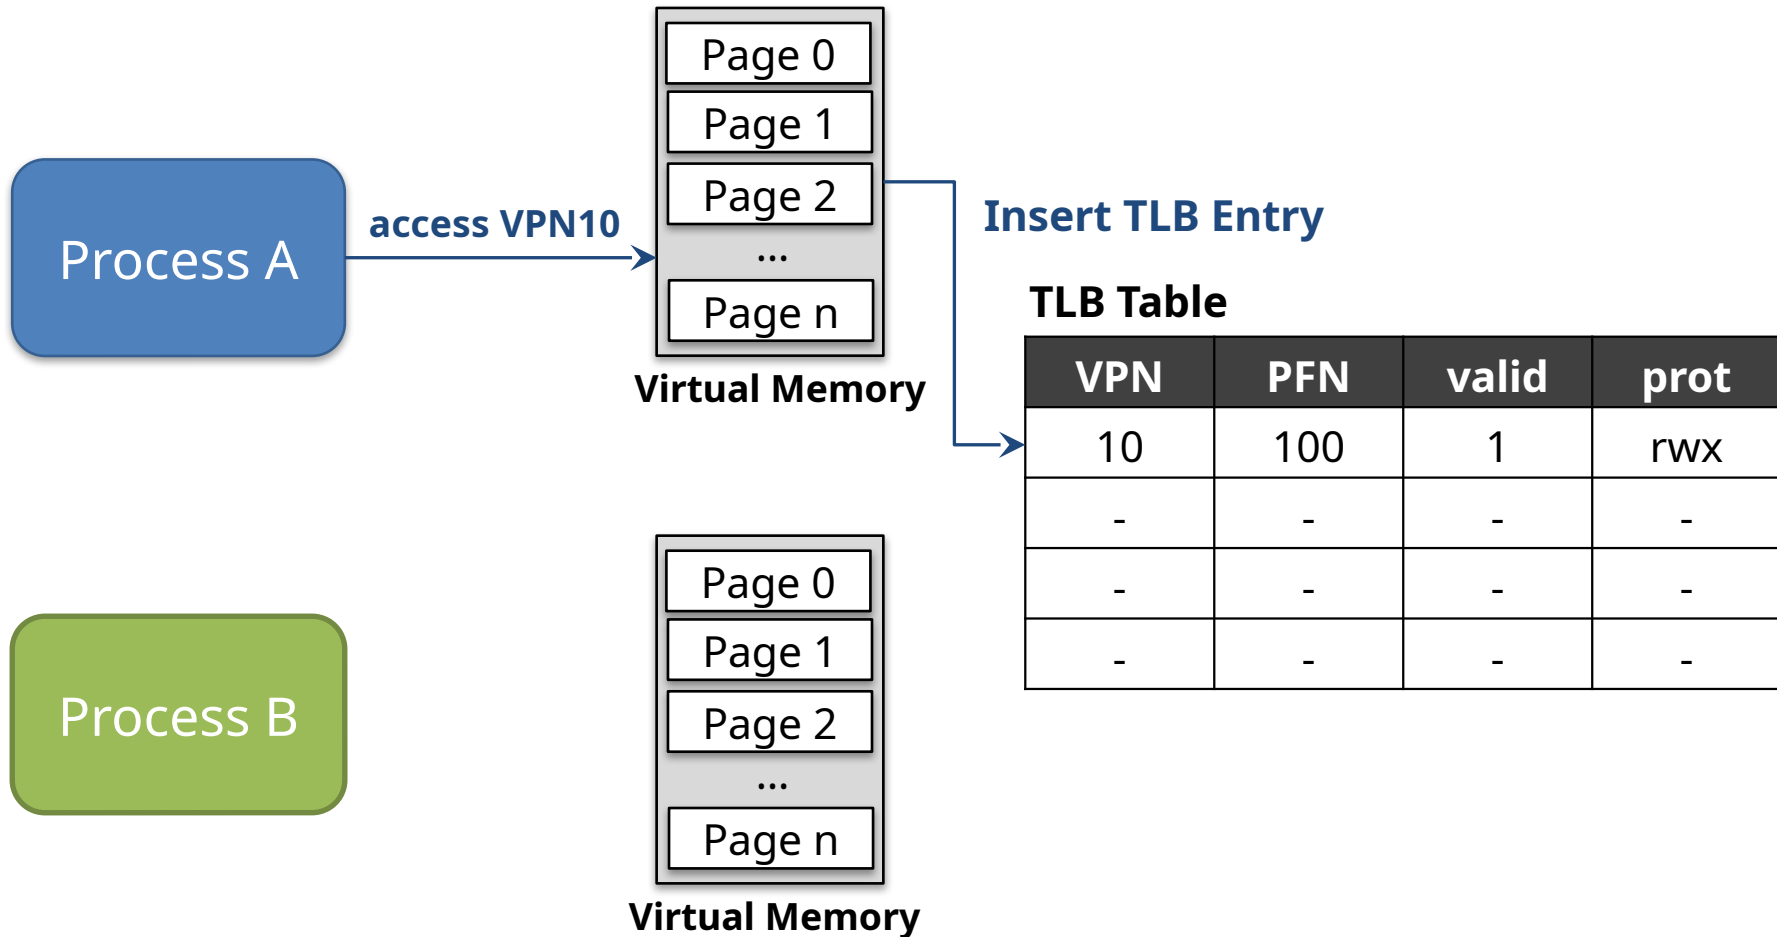 Page 0
Page 1
Page 2
...
Page n
Virtual Memory
Process A
access VPN10
Insert TLB Entry
TLB Table
VPN PFN valid prot
10 100 1 rwx
- - - -
- - - -
- - - -
Process B
Page 0
Page 1
Page 2
...
Page n
Virtual Memory